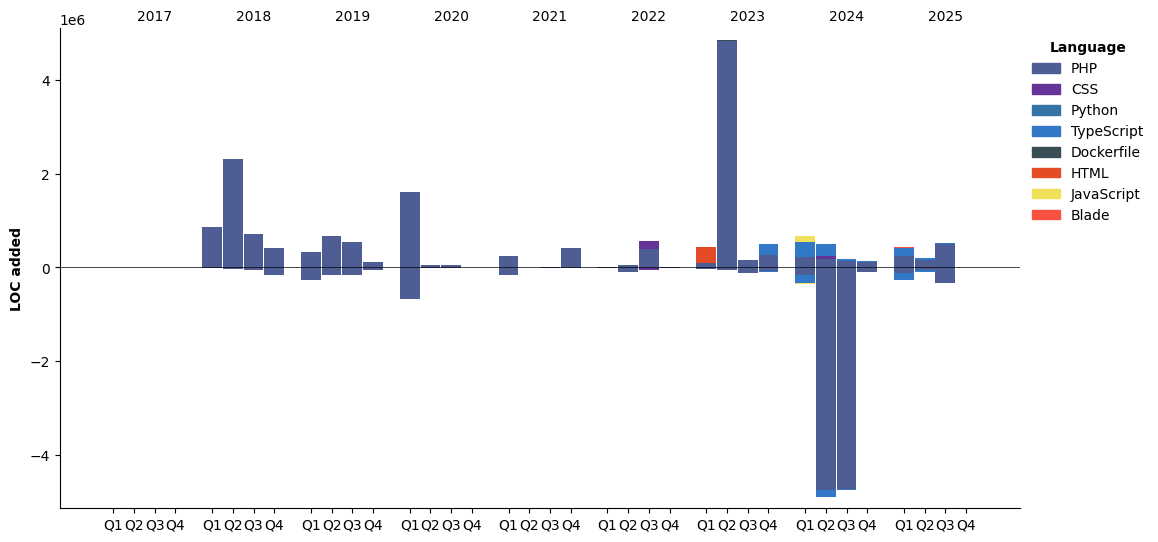 1e6
2017 2018 2019 2020 2021 2022 2023 2024 2025
Language
PHP
CSS
Python
TypeScript
Dockerfile
HTML
JavaScript
Blade
4
2
0
−2
−4
LOC added
Q1 Q2 Q3 Q4 Q1 Q2 Q3 Q4 Q1 Q2 Q3 Q4 Q1 Q2 Q3 Q4 Q1 Q2 Q3 Q4 Q1 Q2 Q3 Q4 Q1 Q2 Q3 Q4 Q1 Q2 Q3 Q4 Q1 Q2 Q3 Q4